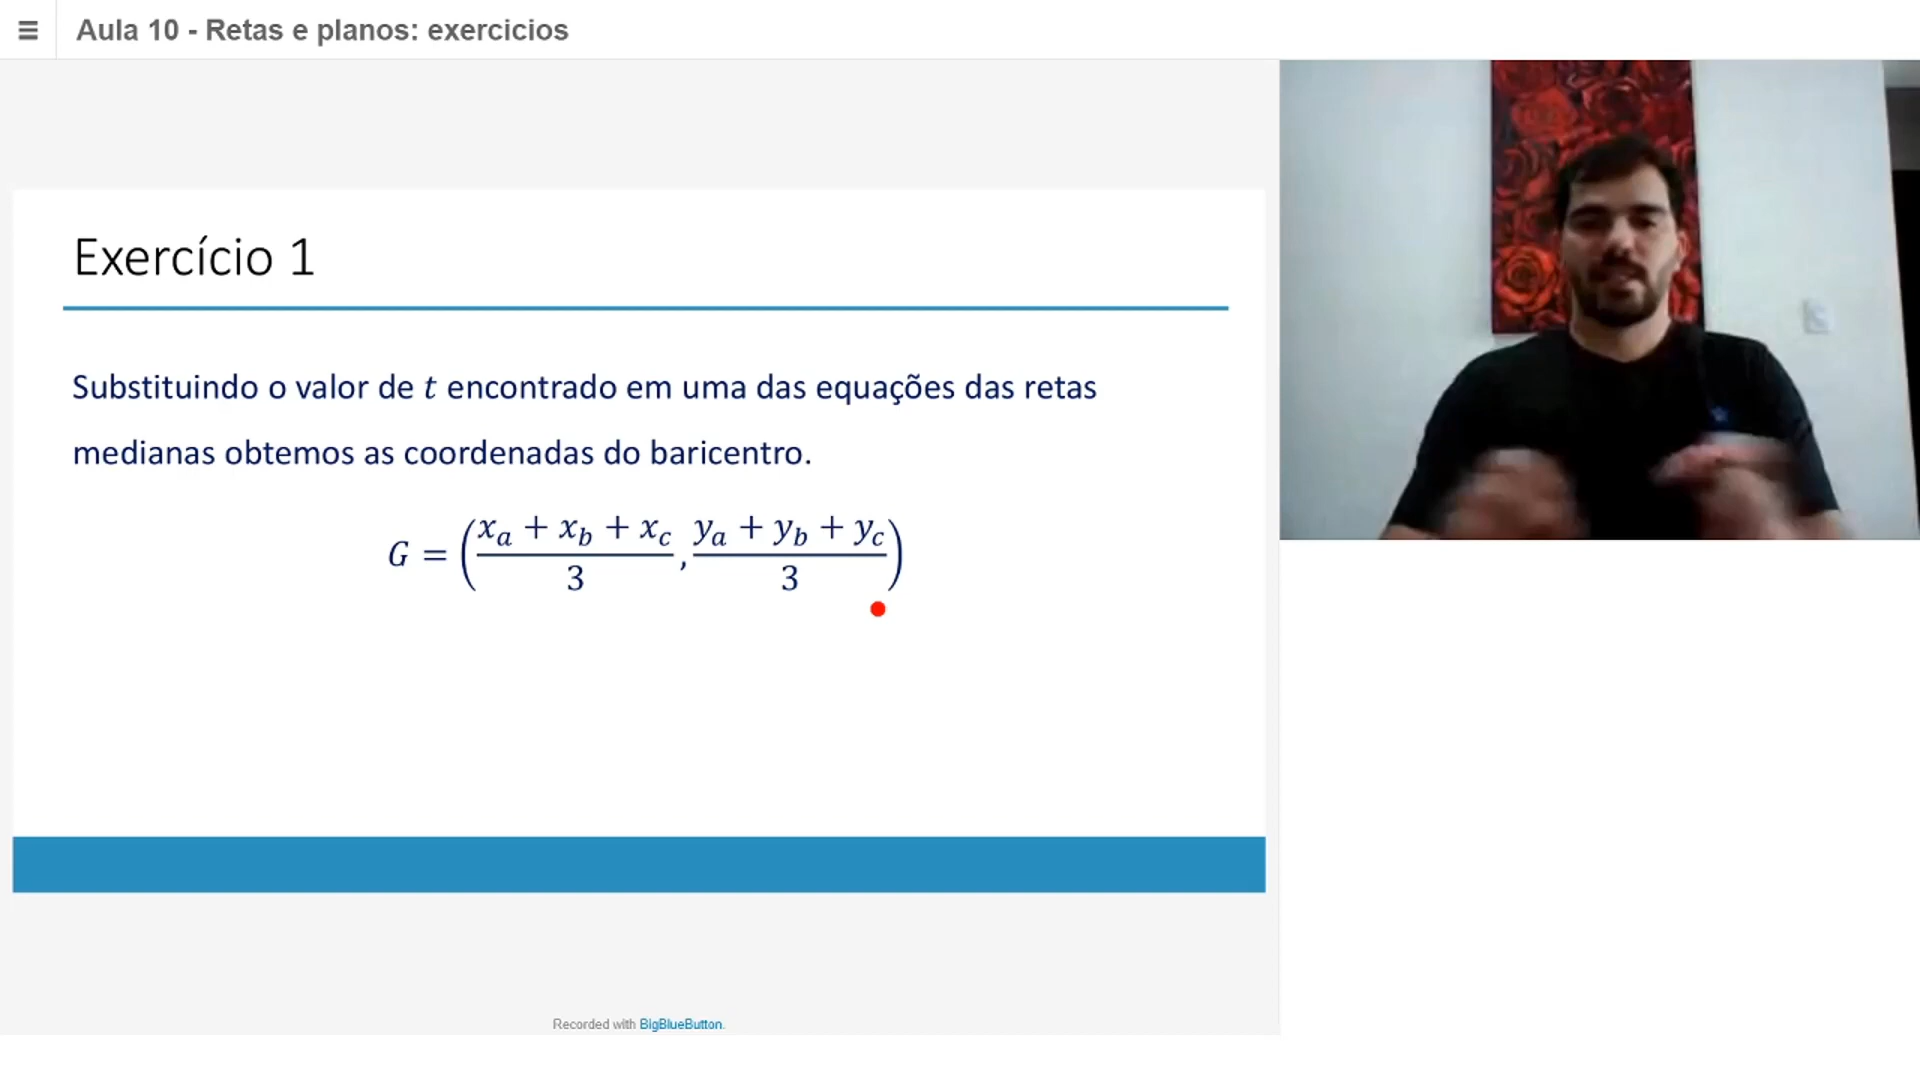 Aula 10 - Retas e planos: exercicios
Exercício 1
Substituindo o valor de t encontrado em uma das equações das retas
medianas obtemos as coordenadas do baricentro.
G = ( (x_a + x_b + x_c)/3 , (y_a + y_b + y_c)/3 )
Recorded with BigBlueButton.